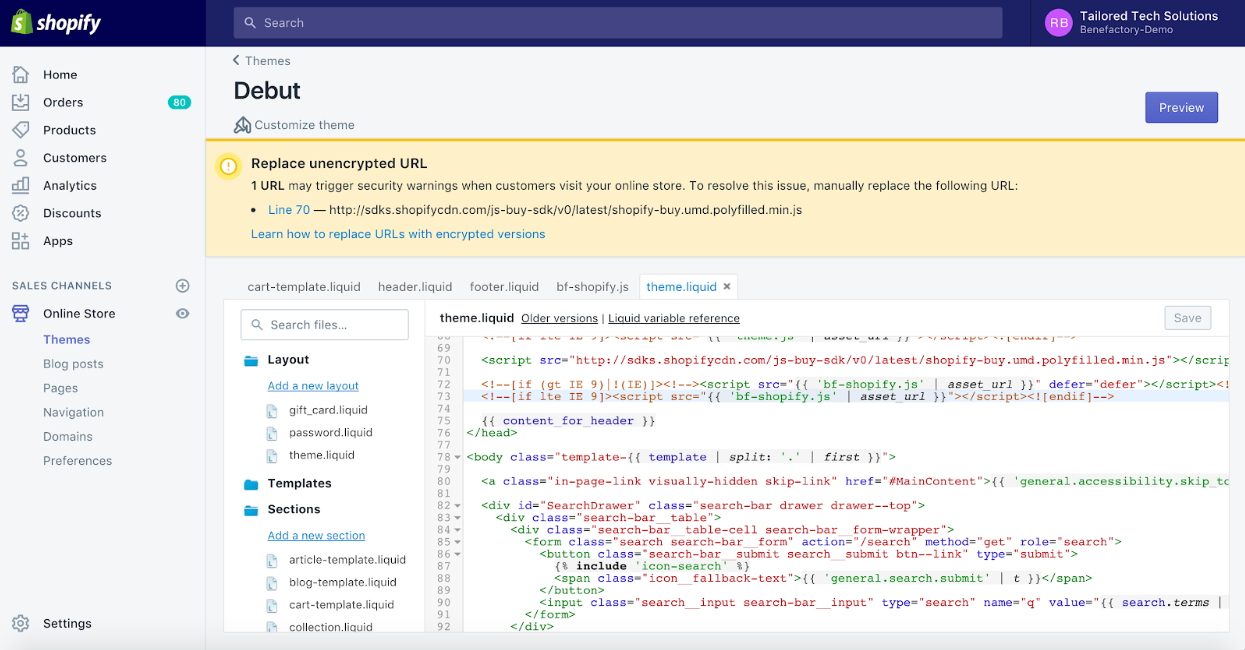 shopify
Search
RB
Tailored Tech Solutions
Benefactory-Demo
Home
Orders
80
Products
Customers
Analytics
Discounts
Apps
SALES CHANNELS
Online Store
Themes
Blog posts
Pages
Navigation
Domains
Preferences
Settings
Themes
Debut
Customize theme
Preview
Replace unencrypted URL
1 URL may trigger security warnings when customers visit your online store. To resolve this issue, manually replace the following URL:
• Line 70 — http://sdks.shopifycdn.com/js-buy-sdk/v0/latest/shopify-buy.umd.polyfilled.min.js
Learn how to replace URLs with encrypted versions
cart-template.liquid header.liquid footer.liquid bf-shopify.js theme.liquid ×
Search files...
Layout
Add a new layout
gift_card.liquid
password.liquid
theme.liquid
Templates
Sections
Add a new section
article-template.liquid
blog-template.liquid
cart-template.liquid
collection.liquid
theme.liquid Older versions | Liquid variable reference
Save
68 <!--[if lte IE 9]><script src="{{ 'theme.js' | asset_url }}"></script><![endif]-->
69
70 <script src="http://sdks.shopifycdn.com/js-buy-sdk/v0/latest/shopify-buy.umd.polyfilled.min.js"></scrip
71
72 <!--[if (gt IE 9)|!(IE)]><!--><script src="{{ 'bf-shopify.js' | asset_url }}" defer="defer"></script><!
73 <!--[if lte IE 9]><script src="{{ 'bf-shopify.js' | asset_url }}"></script><![endif]-->
74
75 {{ content_for_header }}
76 </head>
77
78 <body class="template-{{ template | split: '.' | first }}">
79
80 <a class="in-page-link visually-hidden skip-link" href="#MainContent">{{ 'general.accessibility.skip_to
81
82 <div id="SearchDrawer" class="search-bar drawer drawer--top">
83 <div class="search-bar__table">
84 <div class="search-bar__table-cell search-bar__form-wrapper">
85 <form class="search search-bar__form" action="/search" method="get" role="search">
86 <button class="search-bar__submit search__submit btn--link" type="submit">
87 {% include 'icon-search' %}
88 <span class="icon__fallback-text">{{ 'general.search.submit' | t }}</span>
89 </button>
90 <input class="search__input search-bar__input" type="search" name="q" value="{{ search.terms |
91 </form>
92 </div>